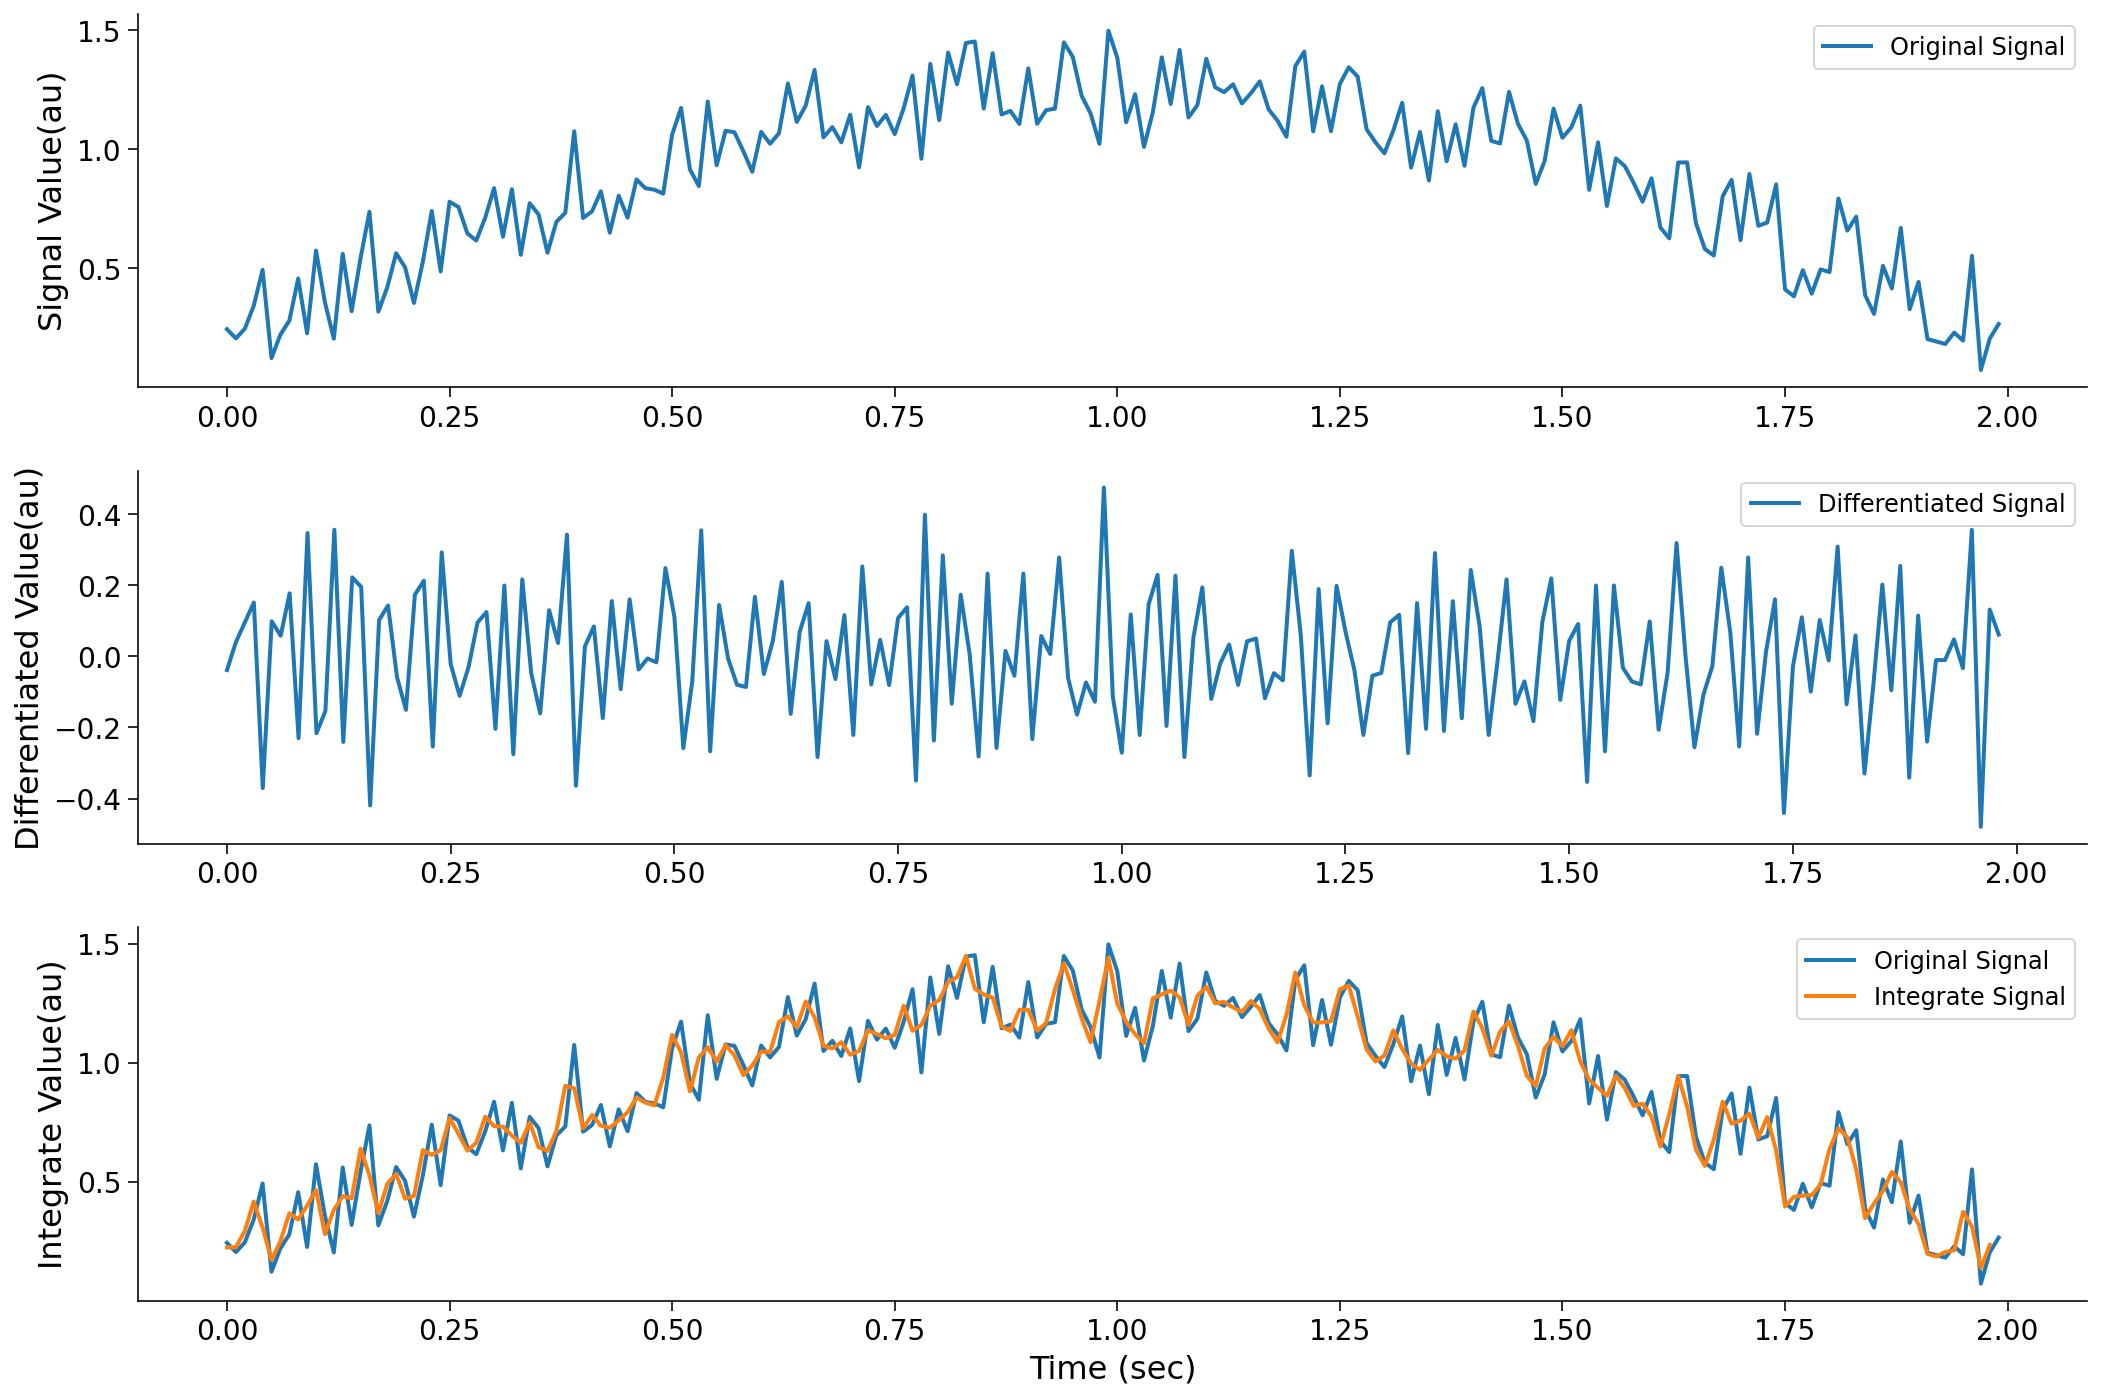 Signal Value(au)
1.5
1.0
0.5
Original Signal
0.00 0.25 0.50 0.75 1.00 1.25 1.50 1.75 2.00
Differentiated Value(au)
0.4
0.2
0.0
−0.2
−0.4
Differentiated Signal
0.00 0.25 0.50 0.75 1.00 1.25 1.50 1.75 2.00
Integrate Value(au)
1.5
1.0
0.5
Original Signal
Integrate Signal
0.00 0.25 0.50 0.75 1.00 1.25 1.50 1.75 2.00
Time (sec)